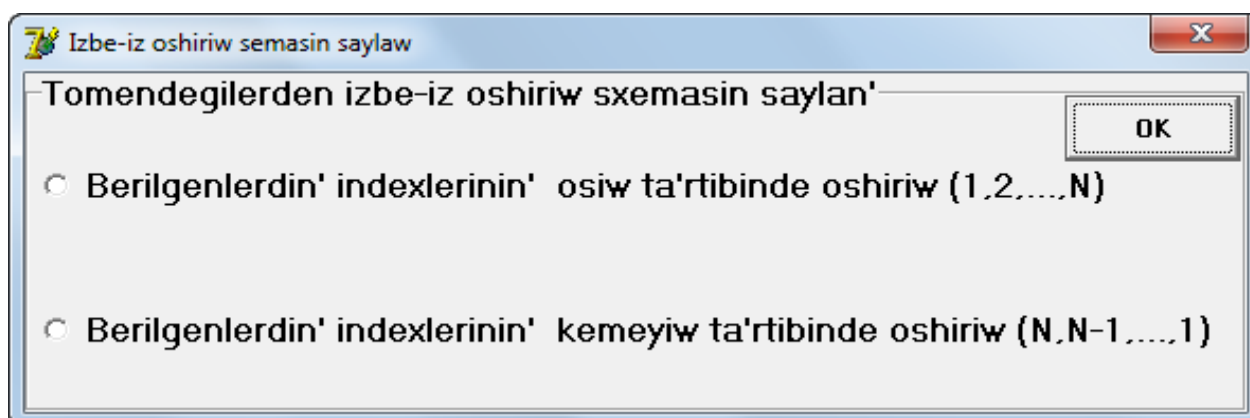 Izbe-iz oshiriw semasin saylaw
Tomendegilerden izbe-iz oshiriw sxemasin saylan'
OK
Berilgenlerdin' indexlerinin' osiw ta'rtibinde oshiriw (1,2,...,N)
Berilgenlerdin' indexlerinin' kemeyiw ta'rtibinde oshiriw (N,N-1,...,1)